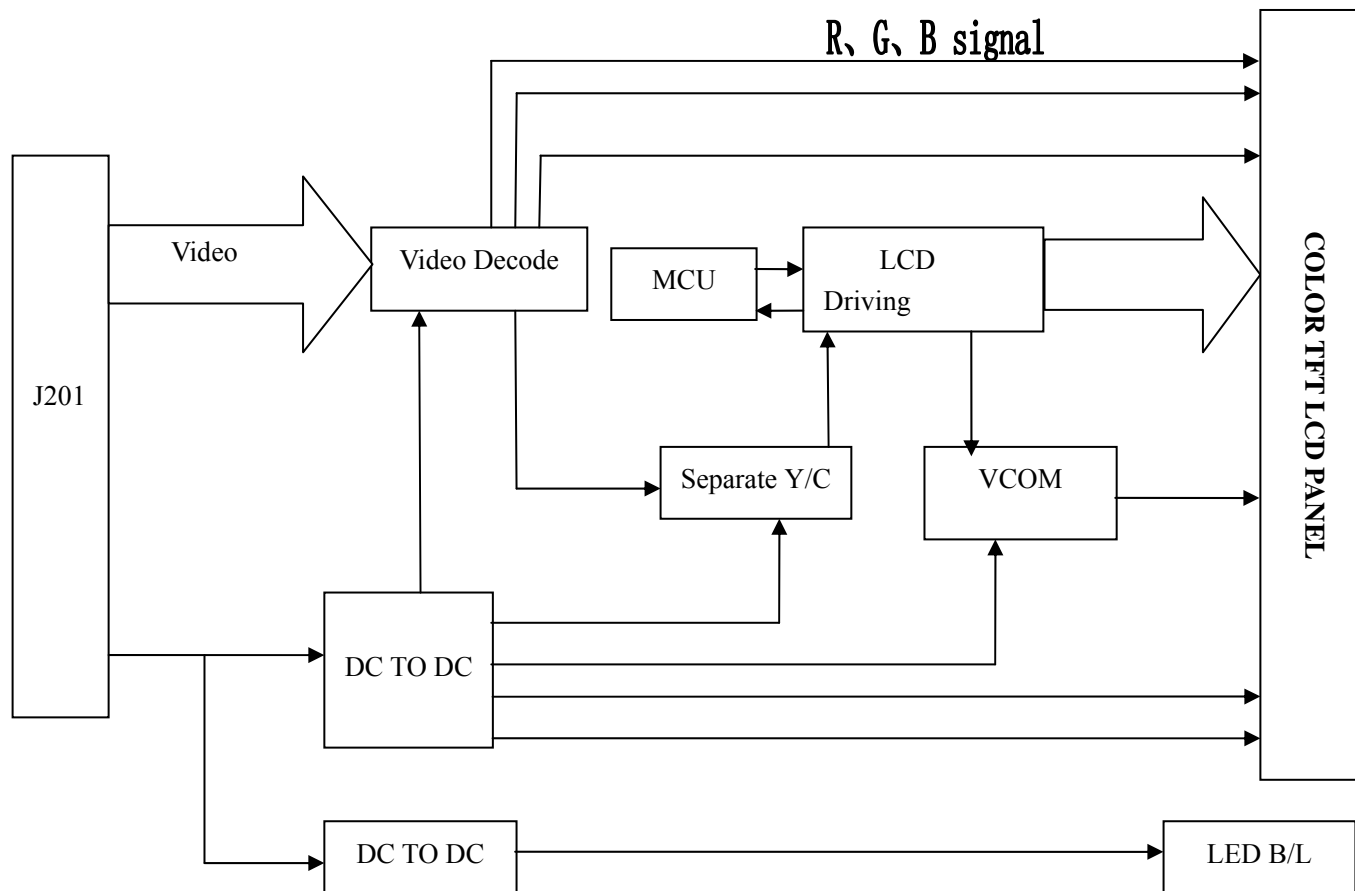 R、G、B signal
Video
Video Decode
MCU
LCD
Driving
J201
COLOR TFT LCD PANEL
Separate Y/C
VCOM
DC TO DC
DC TO DC
LED B/L